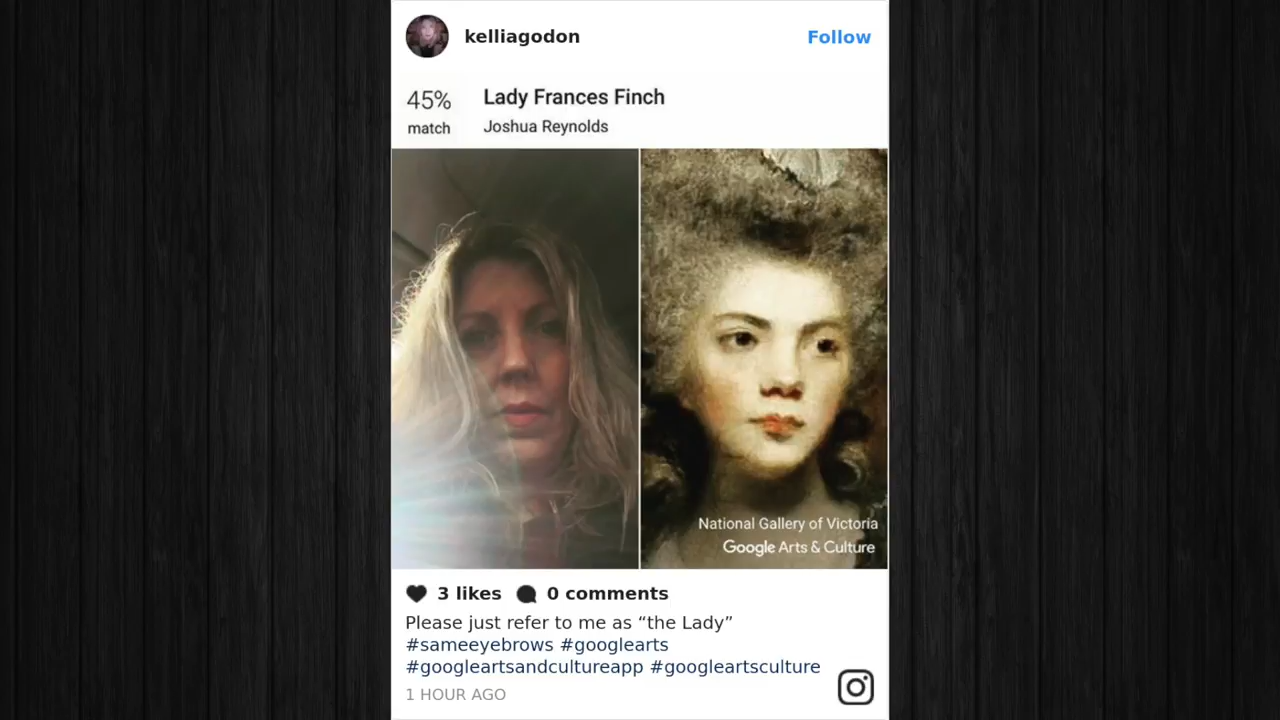 kelliagodon
Follow
45%
match
Lady Frances Finch
Joshua Reynolds
National Gallery of Victoria
Google Arts & Culture
3 likes 0 comments
Please just refer to me as “the Lady”
#sameeyebrows #googlearts
#googleartsandcultureapp #googleartsculture
1 HOUR AGO